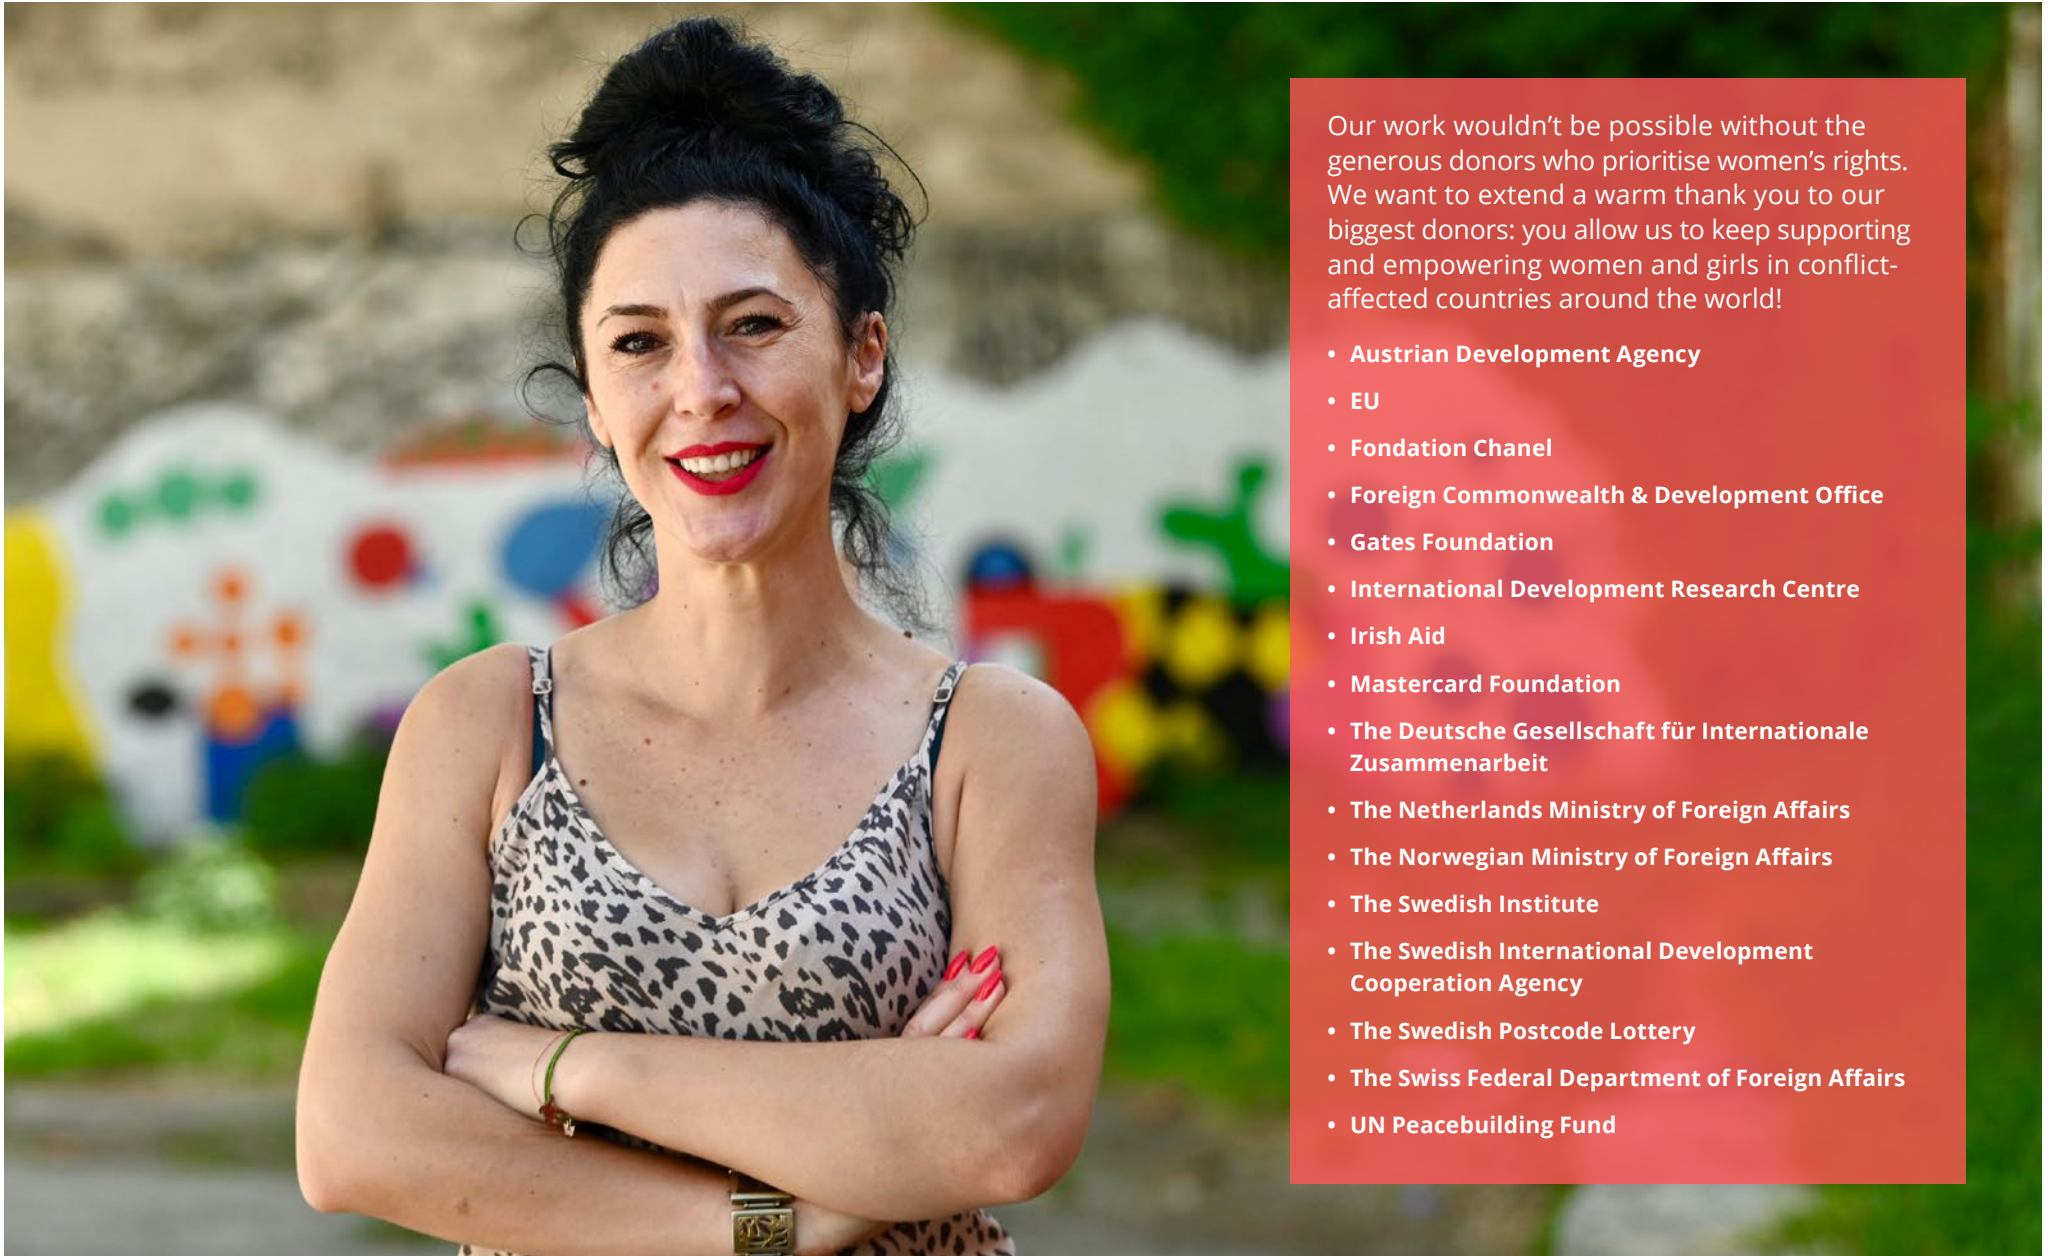 Our work wouldn’t be possible without the
generous donors who prioritise women’s rights.
We want to extend a warm thank you to our
biggest donors: you allow us to keep supporting
and empowering women and girls in conflict-
affected countries around the world!
• Austrian Development Agency
• EU
• Fondation Chanel
• Foreign Commonwealth & Development Office
• Gates Foundation
• International Development Research Centre
• Irish Aid
• Mastercard Foundation
• The Deutsche Gesellschaft für Internationale
Zusammenarbeit
• The Netherlands Ministry of Foreign Affairs
• The Norwegian Ministry of Foreign Affairs
• The Swedish Institute
• The Swedish International Development
Cooperation Agency
• The Swedish Postcode Lottery
• The Swiss Federal Department of Foreign Affairs
• UN Peacebuilding Fund